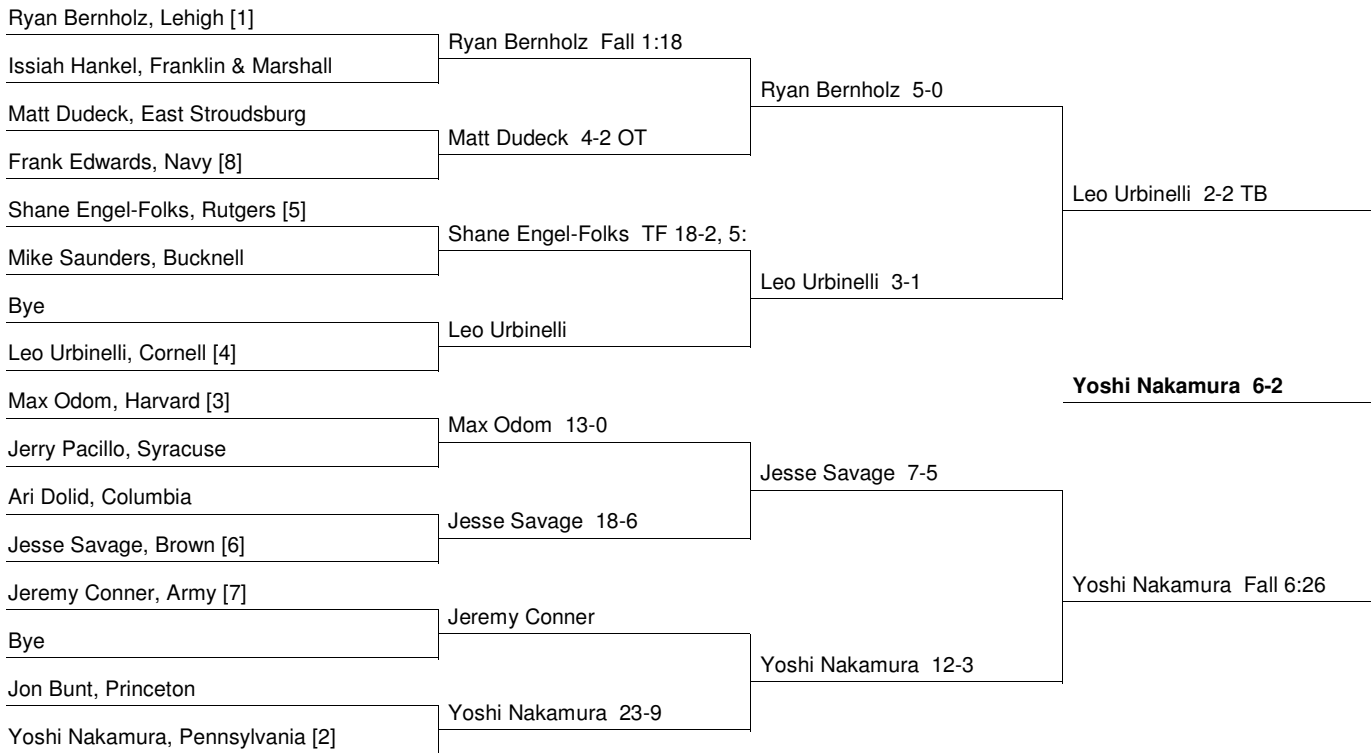 Ryan Bernholz, Lehigh [1]
Issiah Hankel, Franklin & Marshall
Matt Dudeck, East Stroudsburg
Frank Edwards, Navy [8]
Shane Engel-Folks, Rutgers [5]
Mike Saunders, Bucknell
Bye
Leo Urbinelli, Cornell [4]
Max Odom, Harvard [3]
Jerry Pacillo, Syracuse
Ari Dolid, Columbia
Jesse Savage, Brown [6]
Jeremy Conner, Army [7]
Bye
Jon Bunt, Princeton
Yoshi Nakamura, Pennsylvania [2]
Ryan Bernholz Fall 1:18
Matt Dudeck 4-2 OT
Shane Engel-Folks TF 18-2, 5:
Leo Urbinelli
Max Odom 13-0
Jesse Savage 18-6
Jeremy Conner
Yoshi Nakamura 23-9
Ryan Bernholz 5-0
Leo Urbinelli 3-1
Jesse Savage 7-5
Yoshi Nakamura 12-3
Leo Urbinelli 2-2 TB
Yoshi Nakamura 6-2
Yoshi Nakamura Fall 6:26